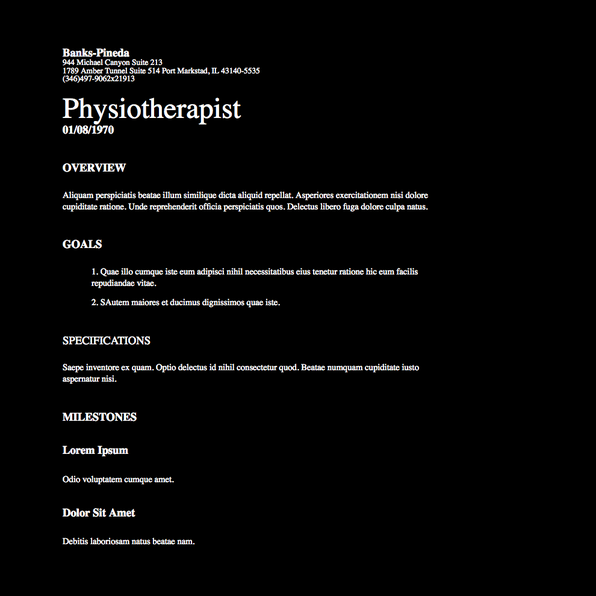 Banks-Pineda
944 Michael Canyon Suite 213
1789 Amber Tunnel Suite 514 Port Markstad, IL 43140-5535
(346)497-9062x21913
Physiotherapist
01/08/1970
OVERVIEW
Aliquam perspiciatis beatae illum similique dicta aliquid repellat. Asperiores exercitationem nisi dolore
cupiditate ratione. Unde reprehenderit officia perspiciatis quos. Delectus libero fuga dolore culpa natus.
GOALS
1. Quae illo cumque iste eum adipisci nihil necessitatibus eius tenetur ratione hic eum facilis
repudiandae vitae.
2. SAutem maiores et ducimus dignissimos quae iste.
SPECIFICATIONS
Saepe inventore ex quam. Optio delectus id nihil consectetur quod. Beatae numquam cupiditate iusto
aspernatur nisi.
MILESTONES
Lorem Ipsum
Odio voluptatem cumque amet.
Dolor Sit Amet
Debitis laboriosam natus beatae nam.